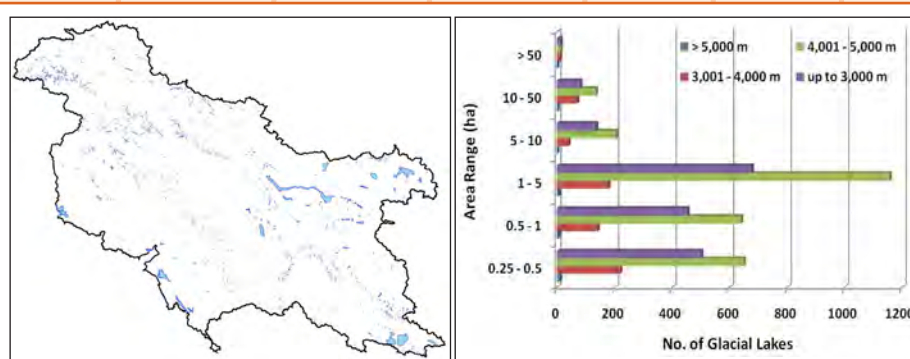 > 5,000 m
4,001 - 5,000 m
3,001 - 4,000 m
up to 3,000 m
> 50
10 - 50
5 - 10
1 - 5
0.5 - 1
0.25 - 0.5
Area Range (ha)
0
200
400
600
800
1000
1200
No. of Glacial Lakes